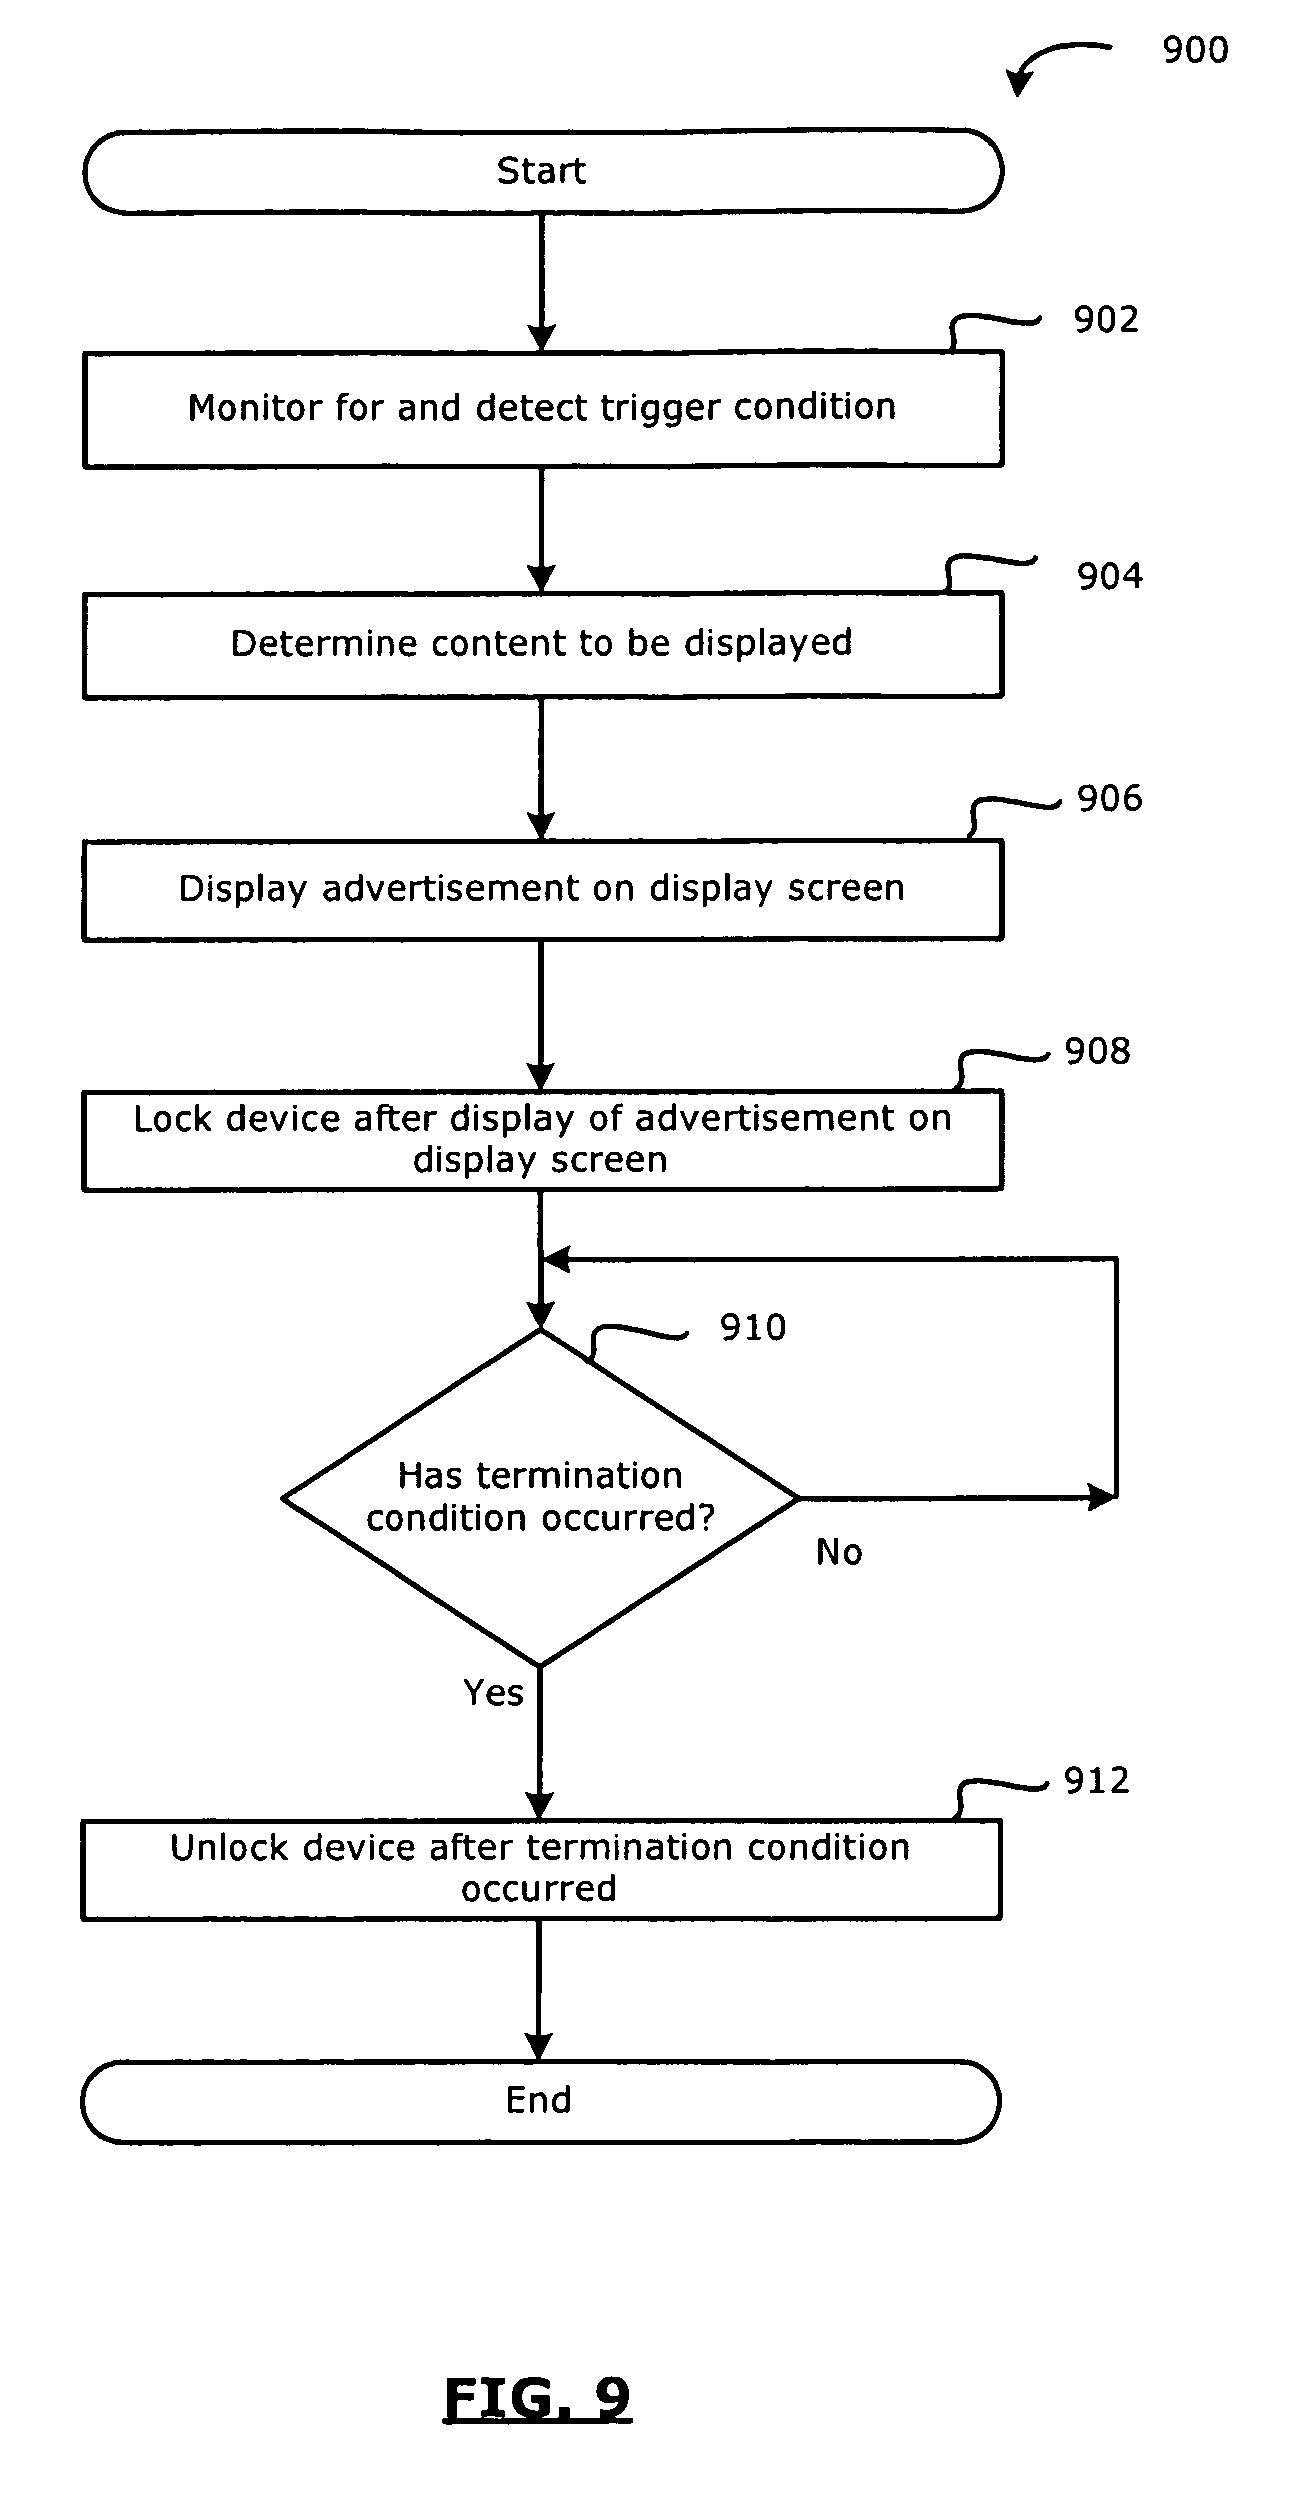 900
Start
902
Monitor for and detect trigger condition
904
Determine content to be displayed
906
Display advertisement on display screen
908
Lock device after display of advertisement on
display screen
910
Has termination
condition occurred?
No
Yes
912
Unlock device after termination condition
occurred
End
FIG. 9